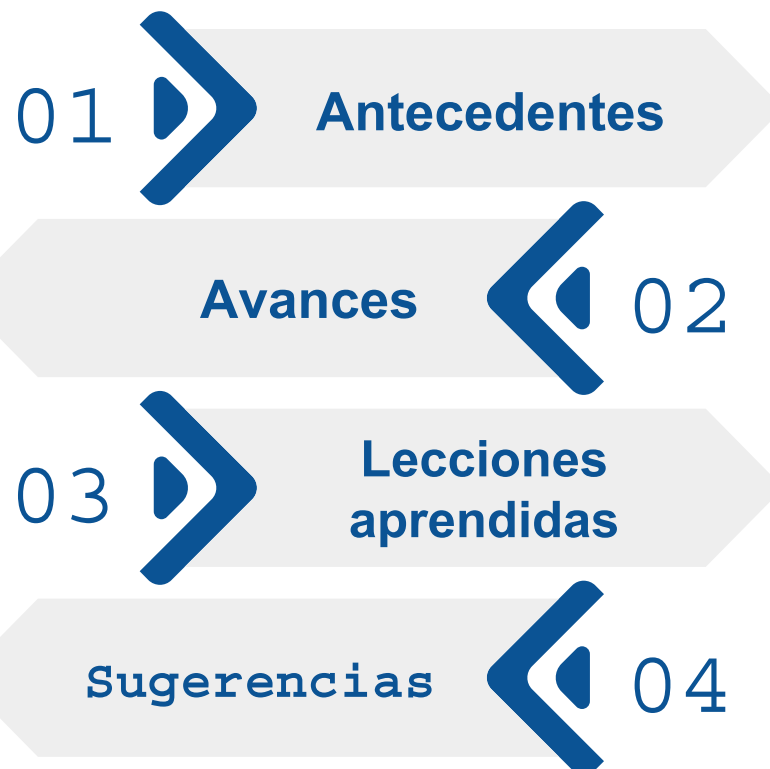 01 Antecedentes
Avances 02
03 Lecciones
aprendidas
Sugerencias 04